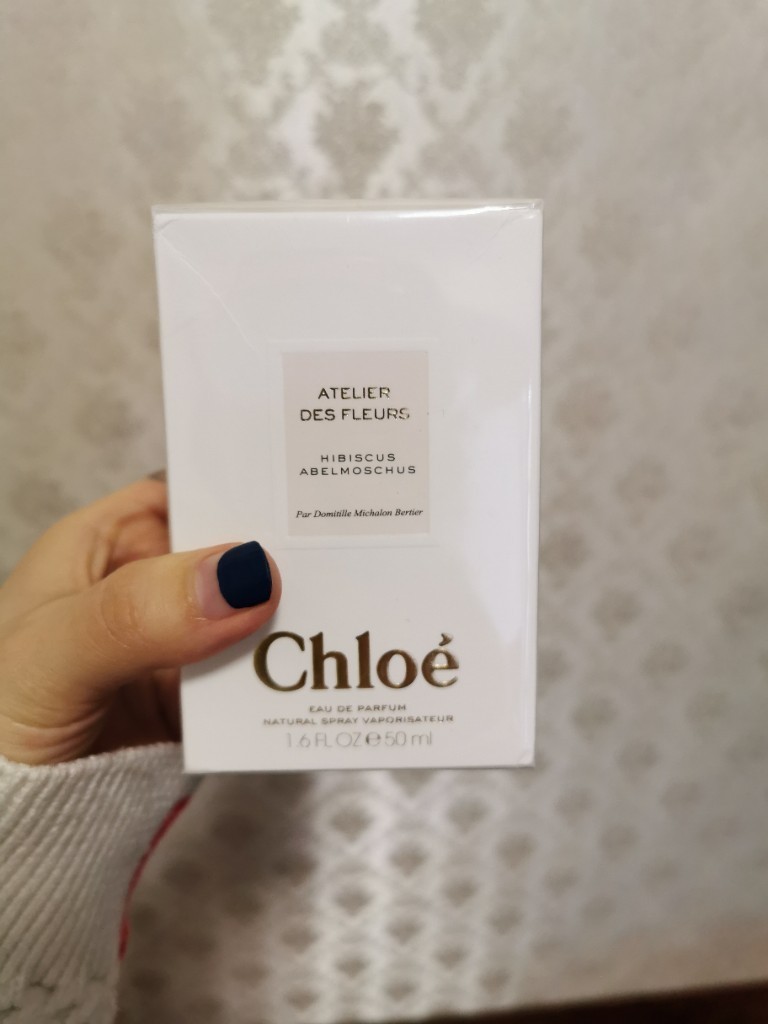 ATELIER
DES FLEURS
HIBISCUS
ABELMOSCHUS
Par Domitille Michalon Bertier
Chloé
EAU DE PARFUM
NATURAL SPRAY VAPORISATEUR
1.6 FL OZ ℮ 50 ml